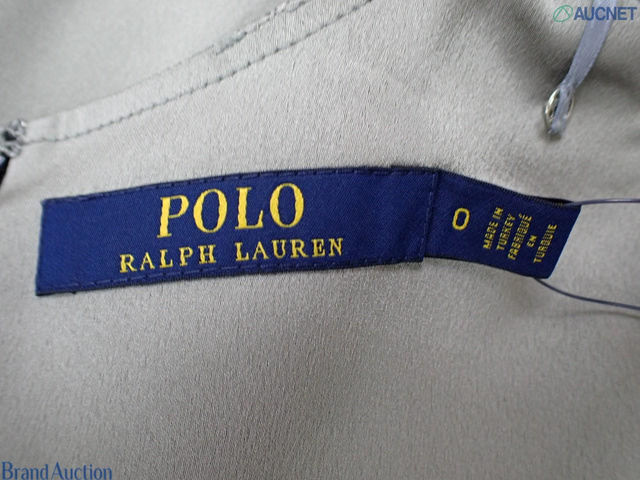 AUCNET
POLO
RALPH LAUREN
0
MADE IN
TURKEY
FABRIQUÉ
EN
TURQUIE
Brand Auction